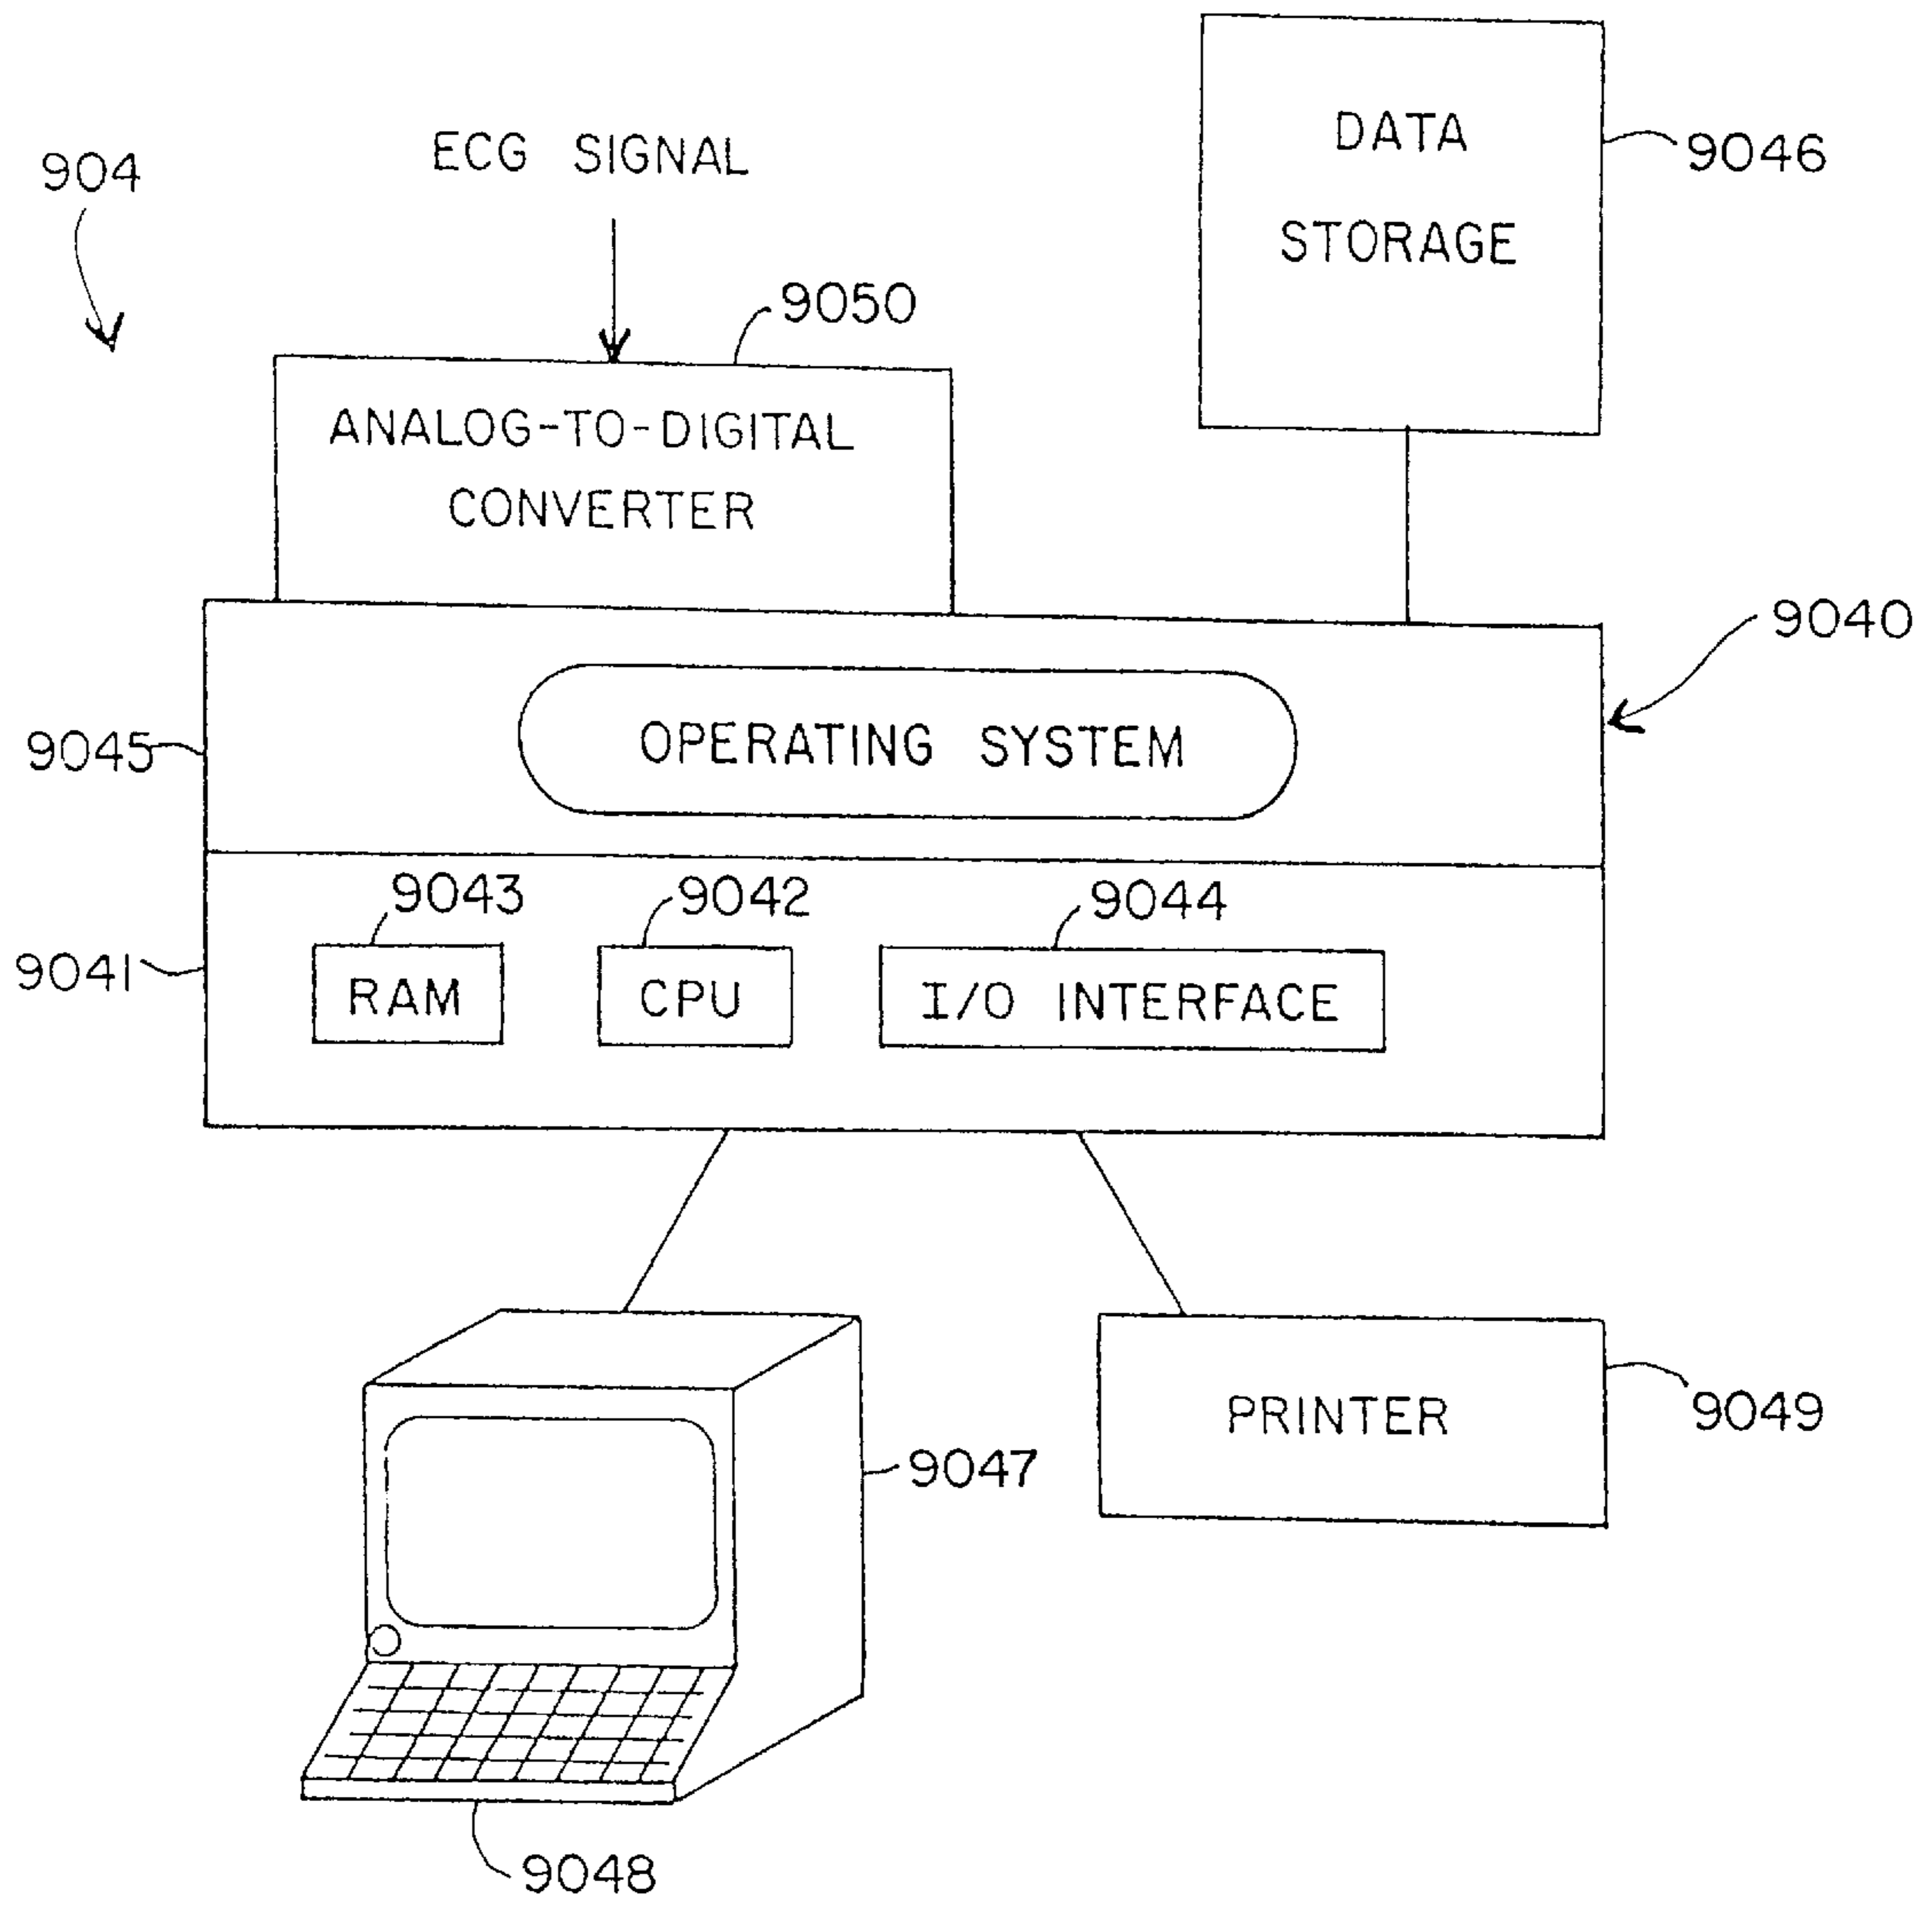 904
ECG SIGNAL
DATA
STORAGE
9046
9050
ANALOG-TO-DIGITAL
CONVERTER
9040
9045
OPERATING SYSTEM
9043
9042
9044
9041
RAM
CPU
I/O INTERFACE
9047
PRINTER
9049
9048